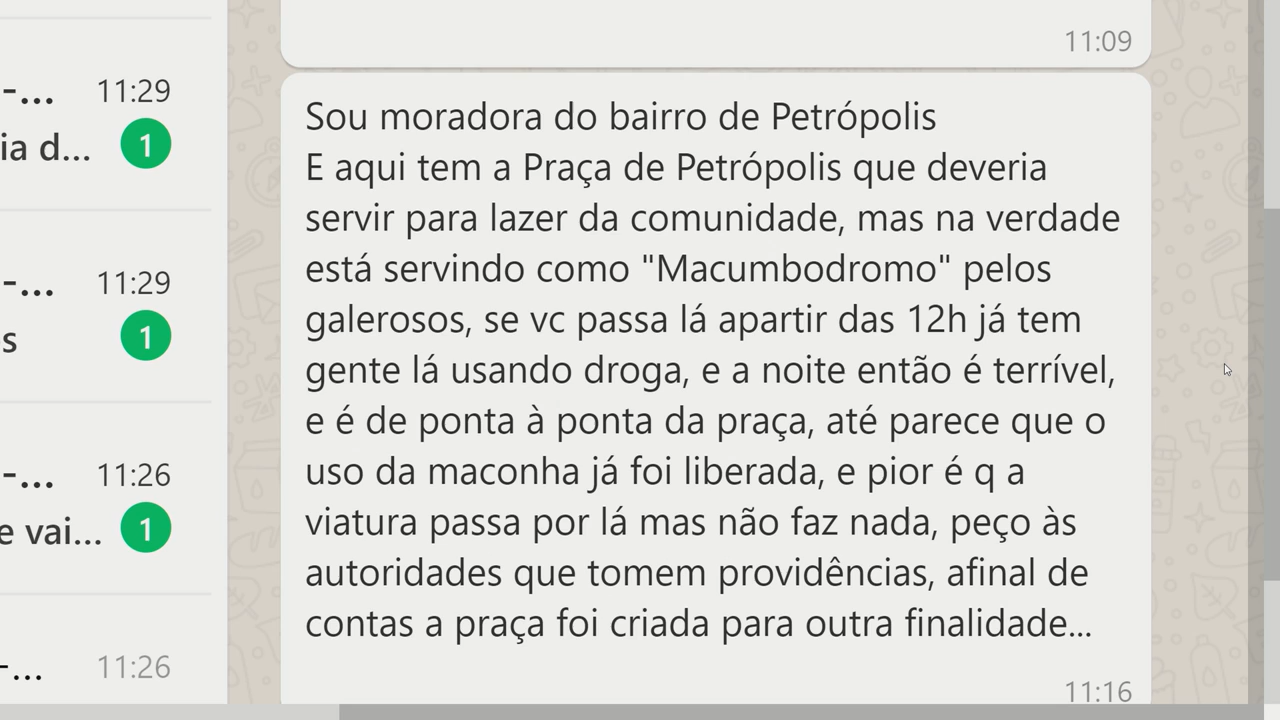 -... 11:29
ia d... 1
-... 11:29
s 1
-... 11:26
e vai... 1
-... 11:26
11:09
Sou moradora do bairro de Petrópolis
E aqui tem a Praça de Petrópolis que deveria
servir para lazer da comunidade, mas na verdade
está servindo como "Macumbodromo" pelos
galerosos, se vc passa lá apartir das 12h já tem
gente lá usando droga, e a noite então é terrível,
e é de ponta à ponta da praça, até parece que o
uso da maconha já foi liberada, e pior é q a
viatura passa por lá mas não faz nada, peço às
autoridades que tomem providências, afinal de
contas a praça foi criada para outra finalidade...
11:16